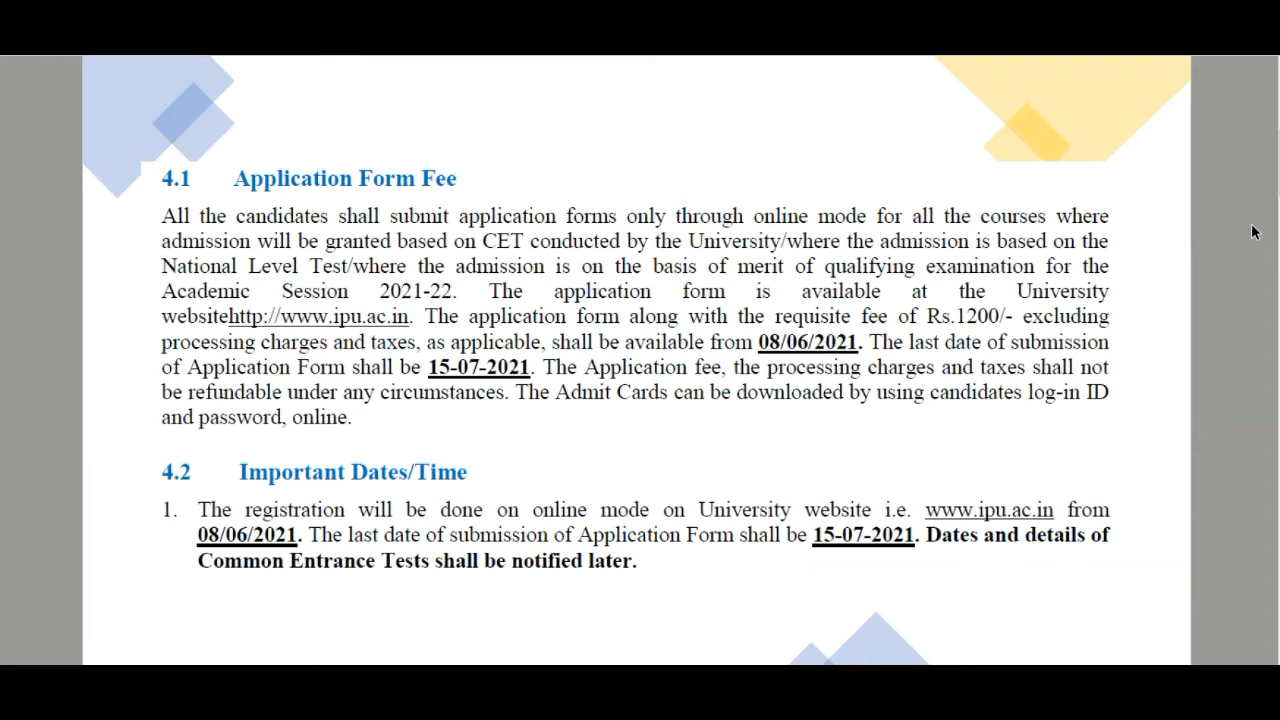 4.1 Application Form Fee
All the candidates shall submit application forms only through online mode for all the courses where
admission will be granted based on CET conducted by the University/where the admission is based on the
National Level Test/where the admission is on the basis of merit of qualifying examination for the
Academic Session 2021-22. The application form is available at the University
websitehttp://www.ipu.ac.in. The application form along with the requisite fee of Rs.1200/- excluding
processing charges and taxes, as applicable, shall be available from 08/06/2021. The last date of submission
of Application Form shall be 15-07-2021. The Application fee, the processing charges and taxes shall not
be refundable under any circumstances. The Admit Cards can be downloaded by using candidates log-in ID
and password, online.
4.2 Important Dates/Time
1. The registration will be done on online mode on University website i.e. www.ipu.ac.in from
08/06/2021. The last date of submission of Application Form shall be 15-07-2021. Dates and details of
Common Entrance Tests shall be notified later.